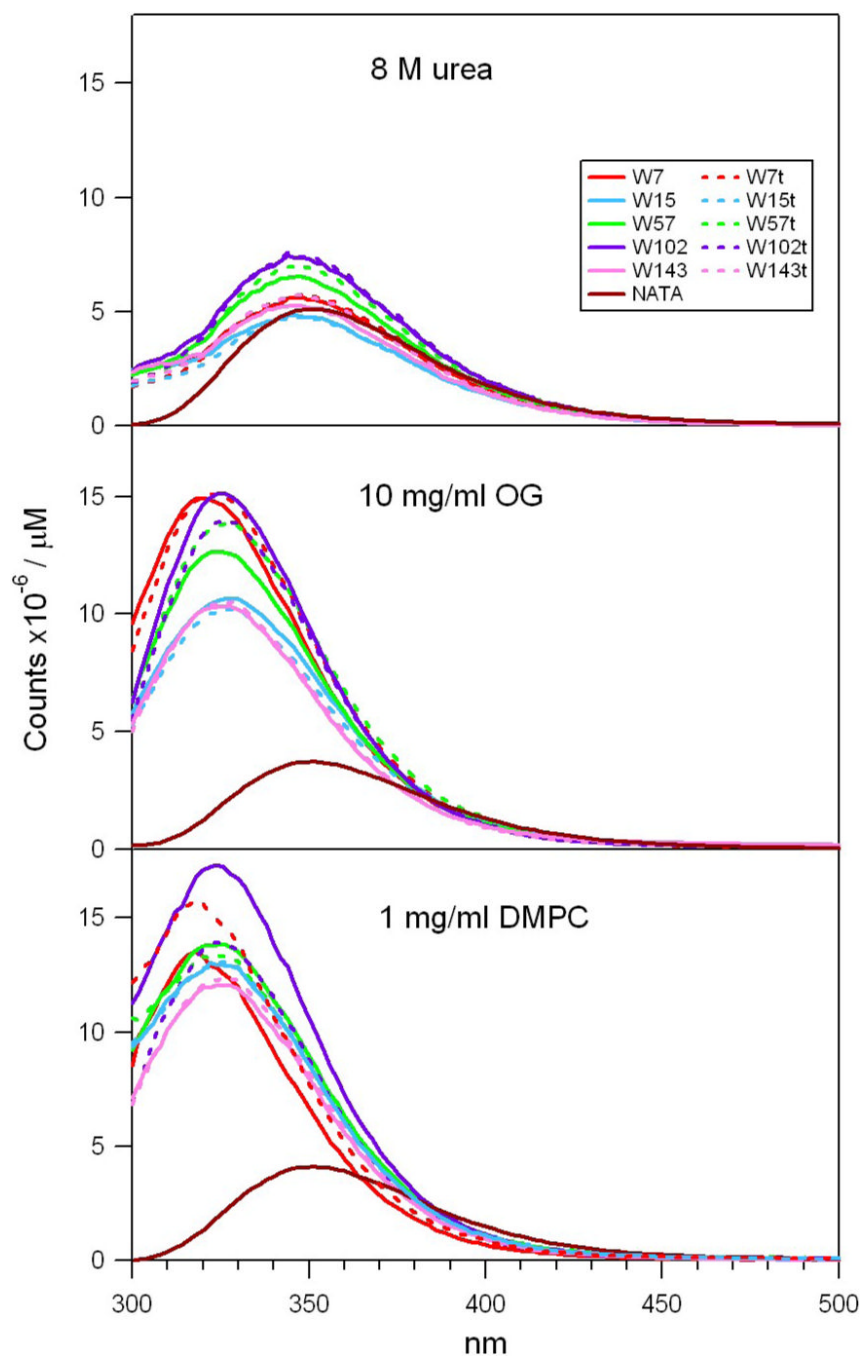 8 M urea
15
10
5
0
W7 W7t
W15 W15t
W57 W57t
W102 W102t
W143 W143t
NATA
10 mg/ml OG
15
10
5
0
Counts x10⁻⁶ / μM
1 mg/ml DMPC
15
10
5
0
300 350 400 450 500
nm